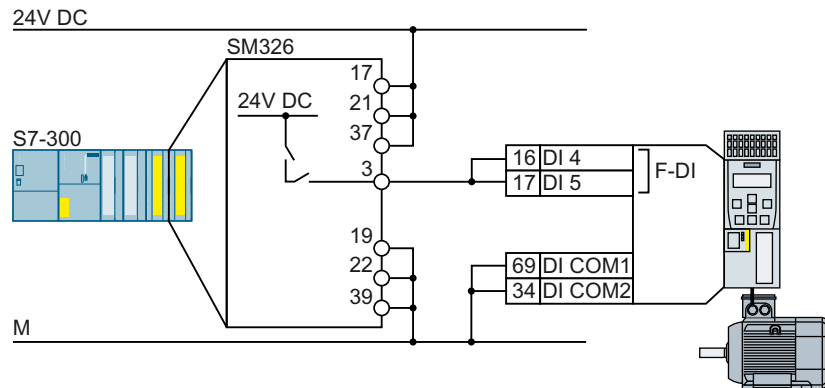 24V DC
SM326
17
24V DC
21
S7-300
37
3
16 DI 4
17 DI 5
F-DI
19
22
69 DI COM1
39
34 DI COM2
M